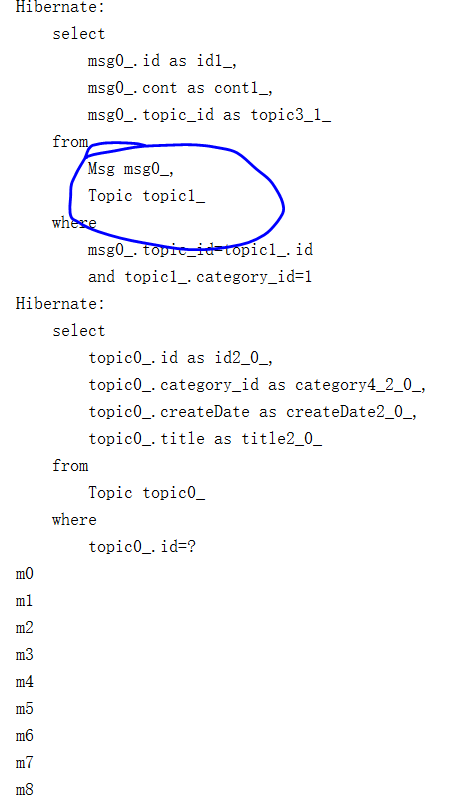 Hibernate:
    select
        msg0_.id as id1_,
        msg0_.cont as cont1_,
        msg0_.topic_id as topic3_1_
    from
        Msg msg0_,
        Topic topic1_
    where
        msg0_.topic_id=topic1_.id
        and topic1_.category_id=1
Hibernate:
    select
        topic0_.id as id2_0_,
        topic0_.category_id as category4_2_0_,
        topic0_.createDate as createDate2_0_,
        topic0_.title as title2_0_
    from
        Topic topic0_
    where
        topic0_.id=?
m0
m1
m2
m3
m4
m5
m6
m7
m8